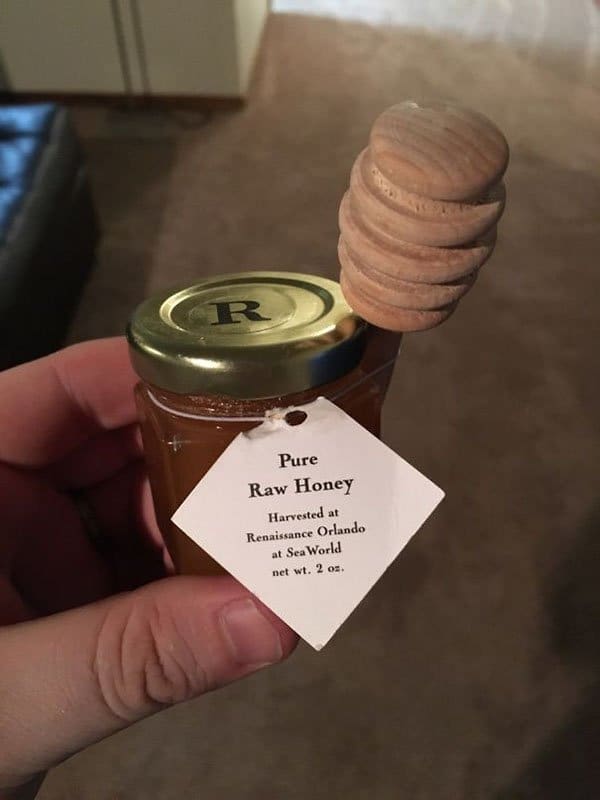 R
Pure
Raw Honey
Harvested at
Renaissance Orlando
at SeaWorld
net wt. 2 oz.